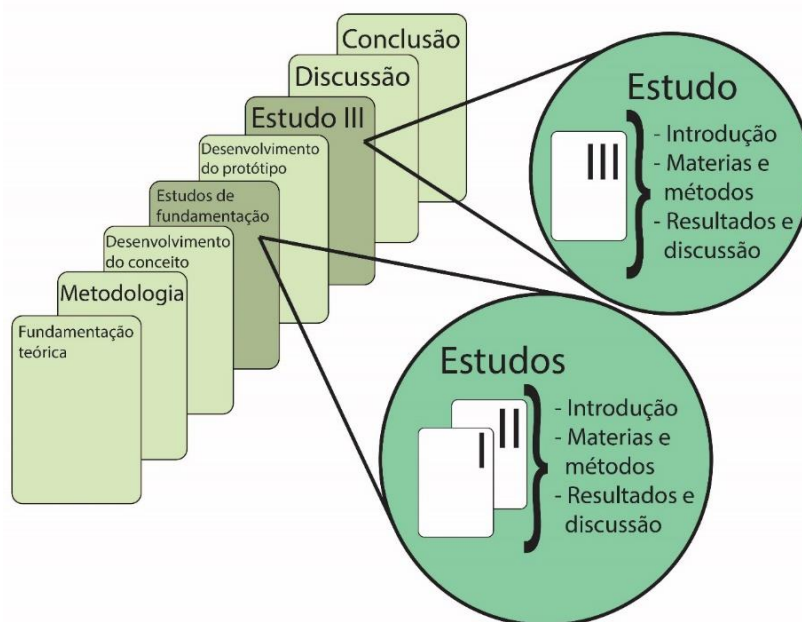 Conclusão
Discussão
Estudo III
Desenvolvimento
do protótipo
Estudos de
fundamentação
Desenvolvimento
do conceito
Metodologia
Fundamentação
teórica
Estudo
III
- Introdução
- Materias e
métodos
- Resultados e
discussão
Estudos
I
II
- Introdução
- Materias e
métodos
- Resultados e
discussão